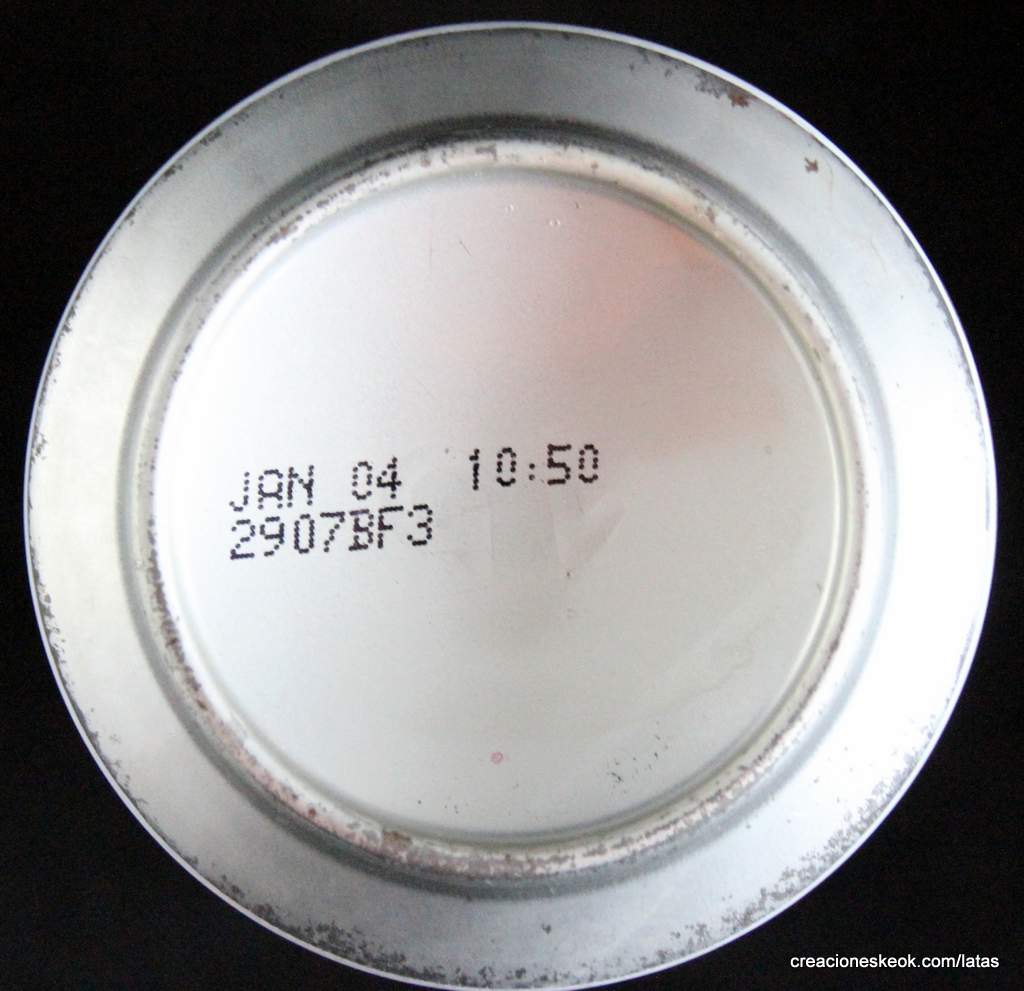 JAN 04 10:50
2907BF3
creacioneskeok.com/latas